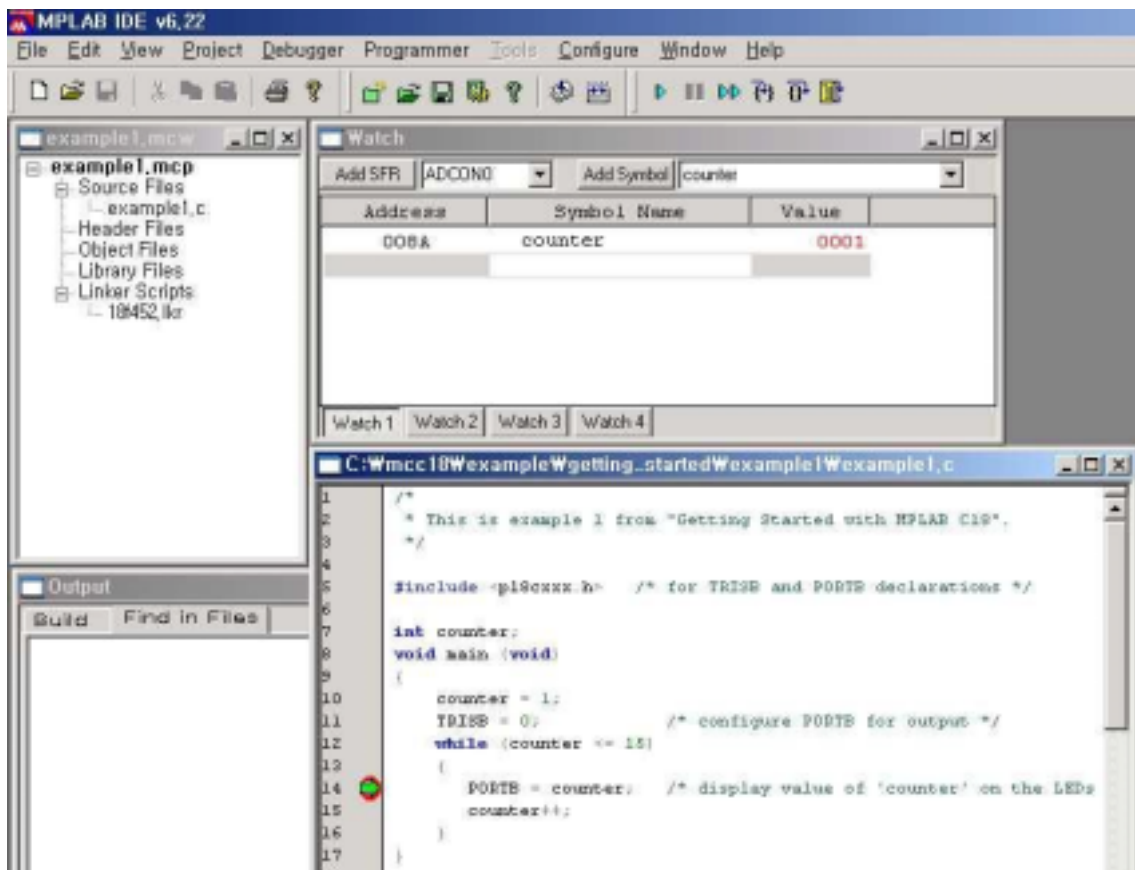 MPLAB IDE v6,22
File Edit View Project Debugger Programmer Tools Configure Window Help
example1,mcw
example1,mcp
Source Files
example1,c
Header Files
Object Files
Library Files
Linker Scripts
18f452,lkr
Watch
Add SFR ADCON0 Add Symbol counter
Address Symbol Name Value
008A counter 0001
Watch 1 Watch 2 Watch 3 Watch 4
Output
Build Find in Files
C:₩mcc18₩example₩getting_started₩example1₩example1,c
1 /*
2 * This is example 1 from "Getting Started with MPLAB C18".
3 */
4
5 #include <p18cxxx.h> /* for TRISB and PORTB declarations */
6
7 int counter;
8 void main (void)
9 {
10 counter = 1;
11 TRISB = 0; /* configure PORTB for output */
12 while (counter <= 15)
13 {
14 PORTB = counter; /* display value of 'counter' on the LEDs
15 counter++;
16 }
17 }